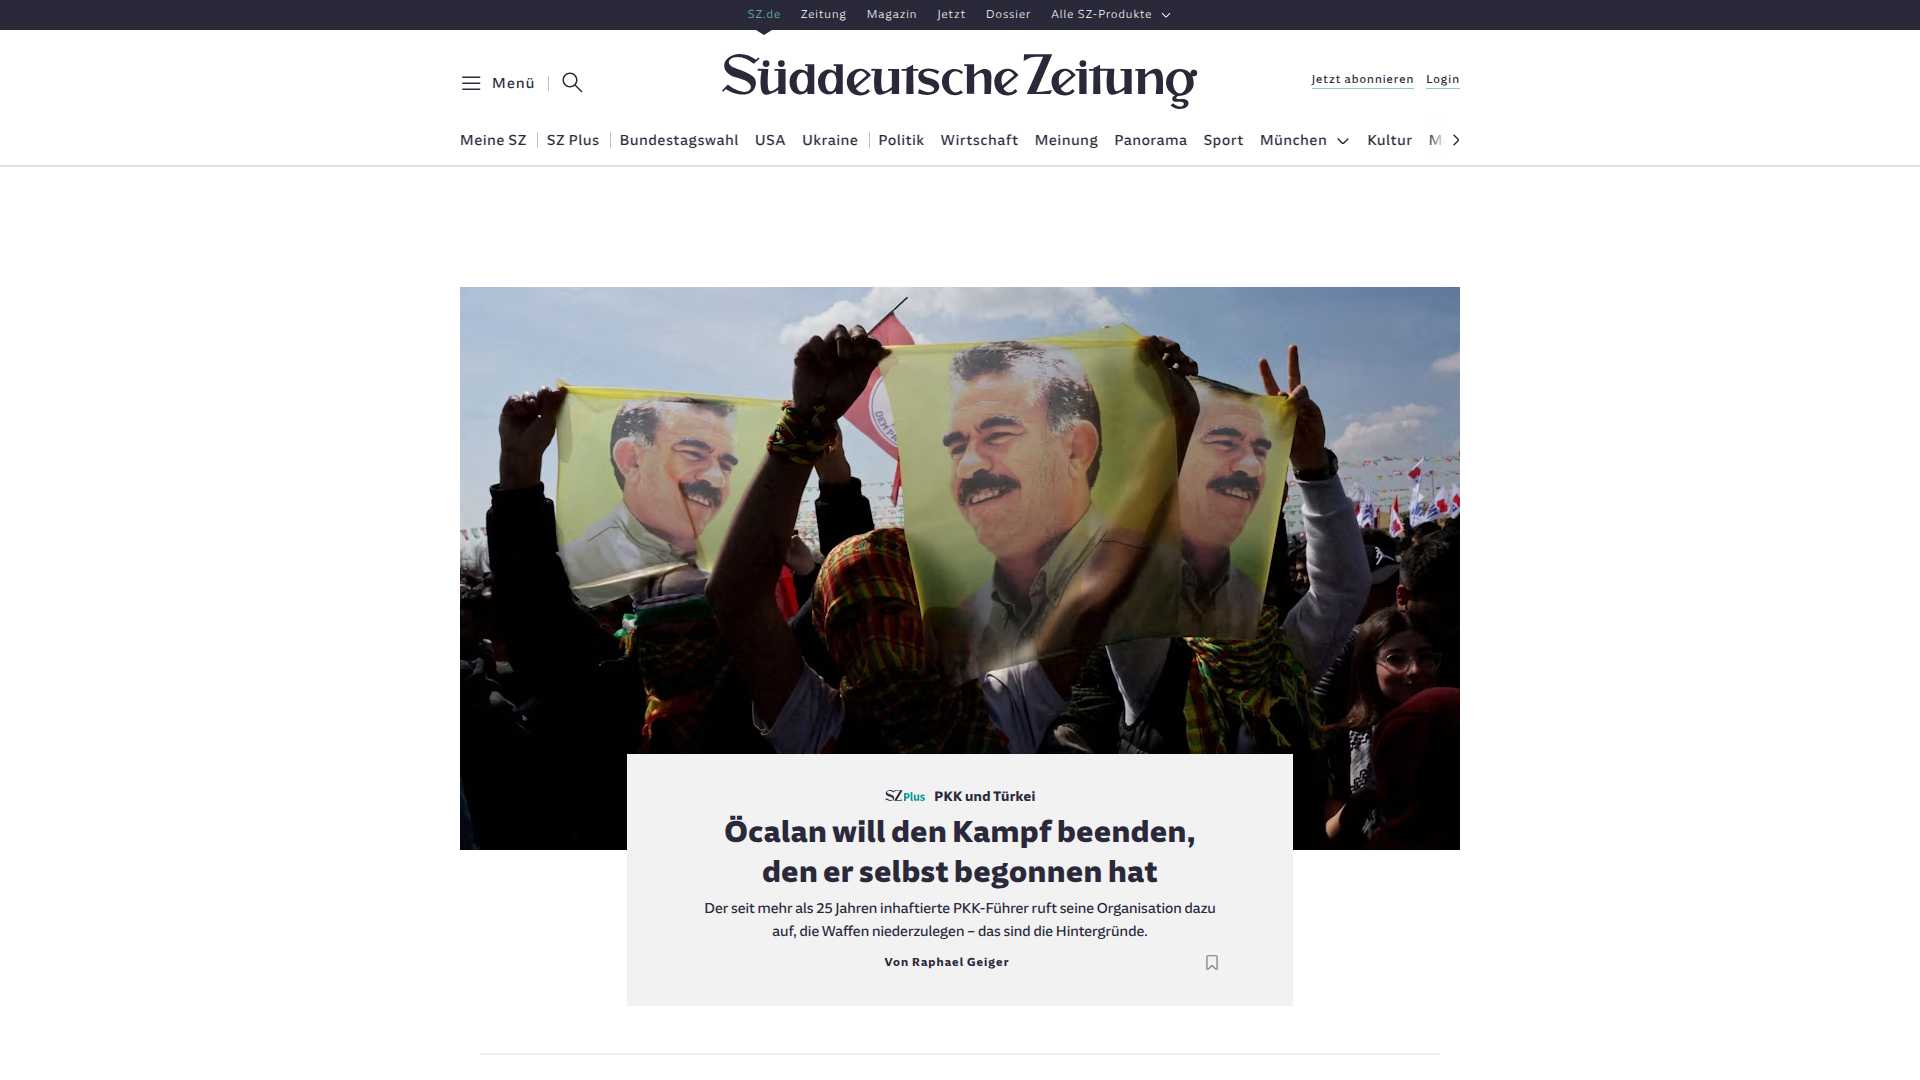 SZ.de Zeitung Magazin Jetzt Dossier Alle SZ-Produkte
Menü
Süddeutsche Zeitung
Jetzt abonnieren Login
Meine SZ SZ Plus Bundestagswahl USA Ukraine Politik Wirtschaft Meinung Panorama Sport München Kultur M
SZ Plus PKK und Türkei
Öcalan will den Kampf beenden,
den er selbst begonnen hat
Der seit mehr als 25 Jahren inhaftierte PKK-Führer ruft seine Organisation dazu
auf, die Waffen niederzulegen – das sind die Hintergründe.
Von Raphael Geiger